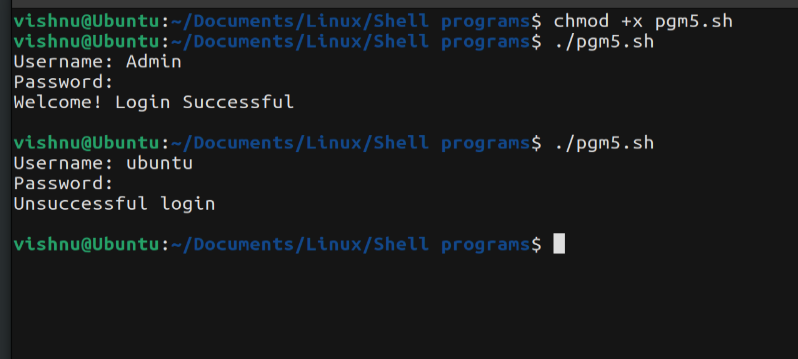 vishnu@Ubuntu:~/Documents/Linux/Shell programs$ chmod +x pgm5.sh
vishnu@Ubuntu:~/Documents/Linux/Shell programs$ ./pgm5.sh
Username: Admin
Password:
Welcome! Login Successful
vishnu@Ubuntu:~/Documents/Linux/Shell programs$ ./pgm5.sh
Username: ubuntu
Password:
Unsuccessful login
vishnu@Ubuntu:~/Documents/Linux/Shell programs$